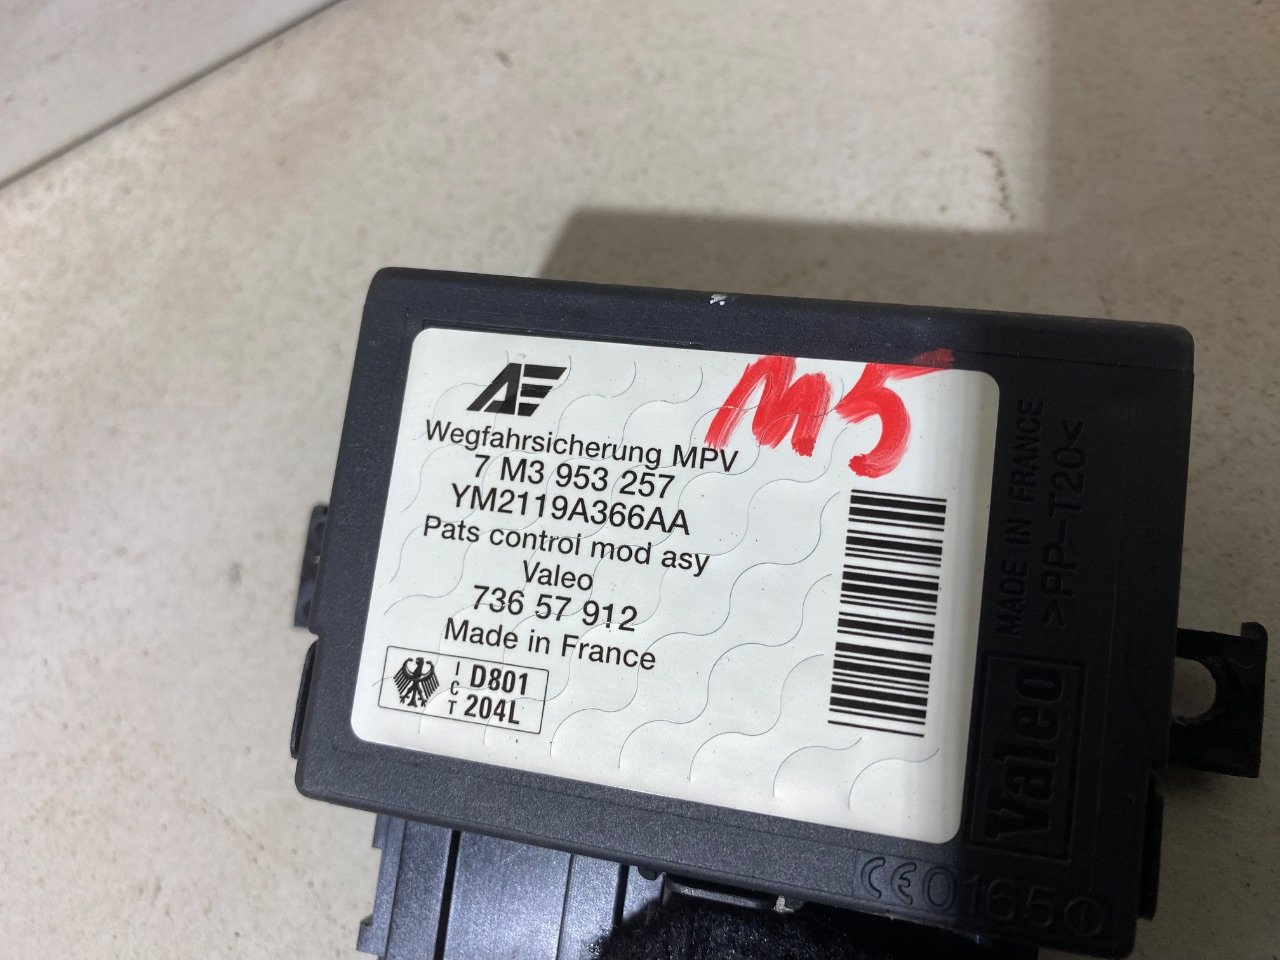 M5
AE
Wegfahrsicherung MPV
7 M3 953 257
YM2119A366AA
Pats control mod asy
Valeo
736 57 912
Made in France
ICT D801
204L
MADE IN FRANCE
>PP-T20<
Valeo
CE0165